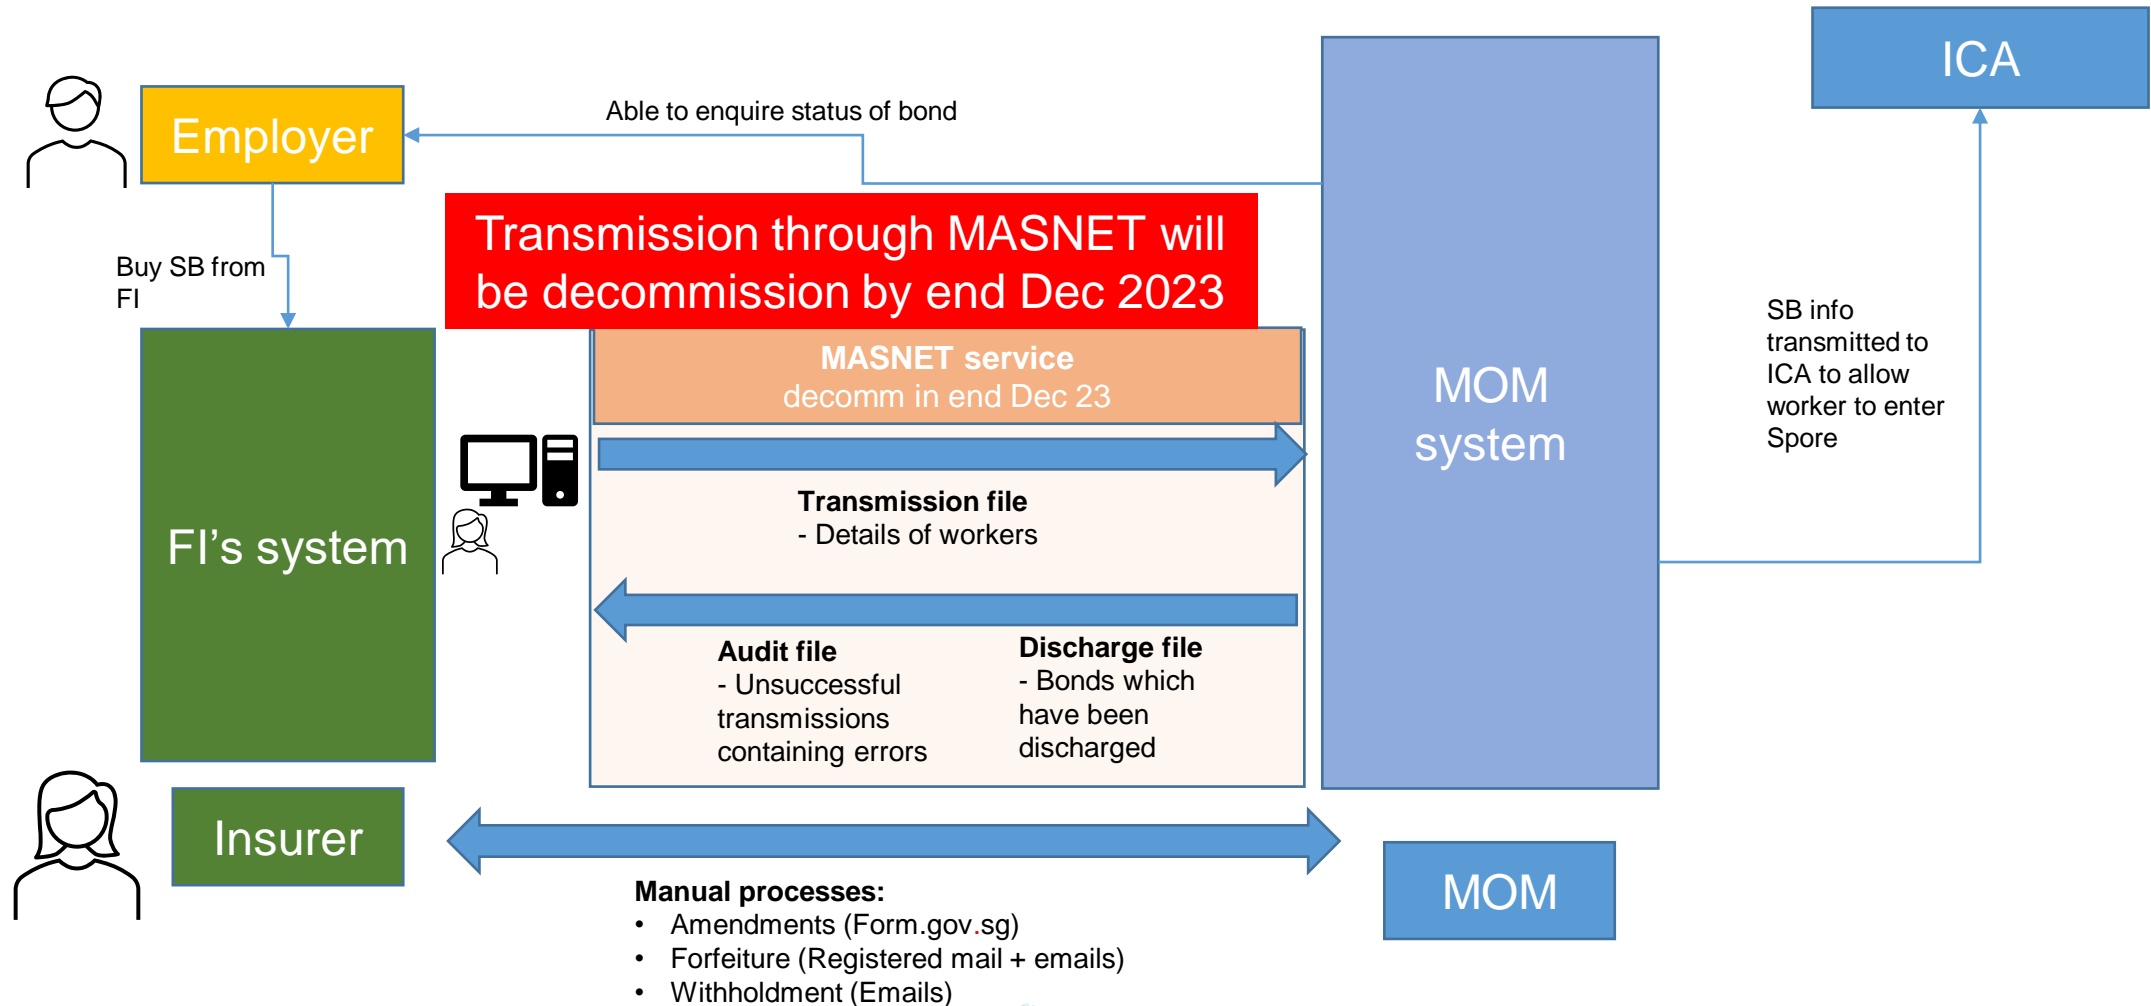 ICA
Employer
Able to enquire status of bond
Transmission through MASNET will
be decommission by end Dec 2023
Buy SB from
FI
MASNET service
decomm in end Dec 23
MOM
system
SB info
transmitted to
ICA to allow
worker to enter
Spore
FI's system
Transmission file
- Details of workers
Audit file
- Unsuccessful
transmissions
containing errors
Discharge file
- Bonds which
have been
discharged
Insurer
MOM
Manual processes:
• Amendments (Form.gov.sg)
• Forfeiture (Registered mail + emails)
• Withholdment (Emails)